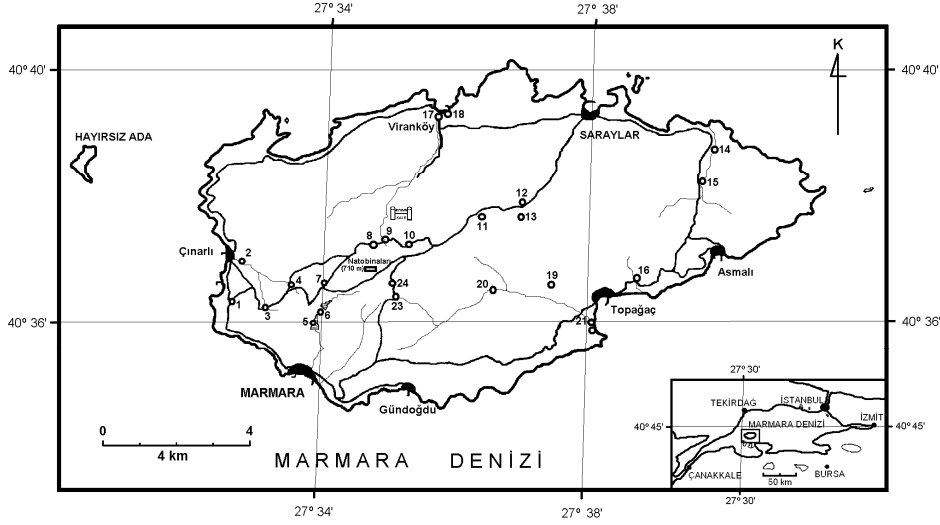 27° 34
27° 38
40° 40
40° 40
K
HAYIRSIZ ADA
17
18
Viranköy
SARAYLAR
14
15
12
13
11
8
9
10
Natobinaları
(710 m)
Çınarlı
2
4
7
24
23
20
19
16
Asmalı
1
3
5
6
21
Topağaç
40° 36
40° 36
MARMARA
Gündoğdu
0
4
4 km
MARMARA DENİZİ
27° 30
TEKİRDAĞ
İSTANBUL
İZMİT
MARMARA DENİZİ
40° 45
40° 45
ÇANAKKALE
50 km
BURSA
27° 34
27° 38
27° 30